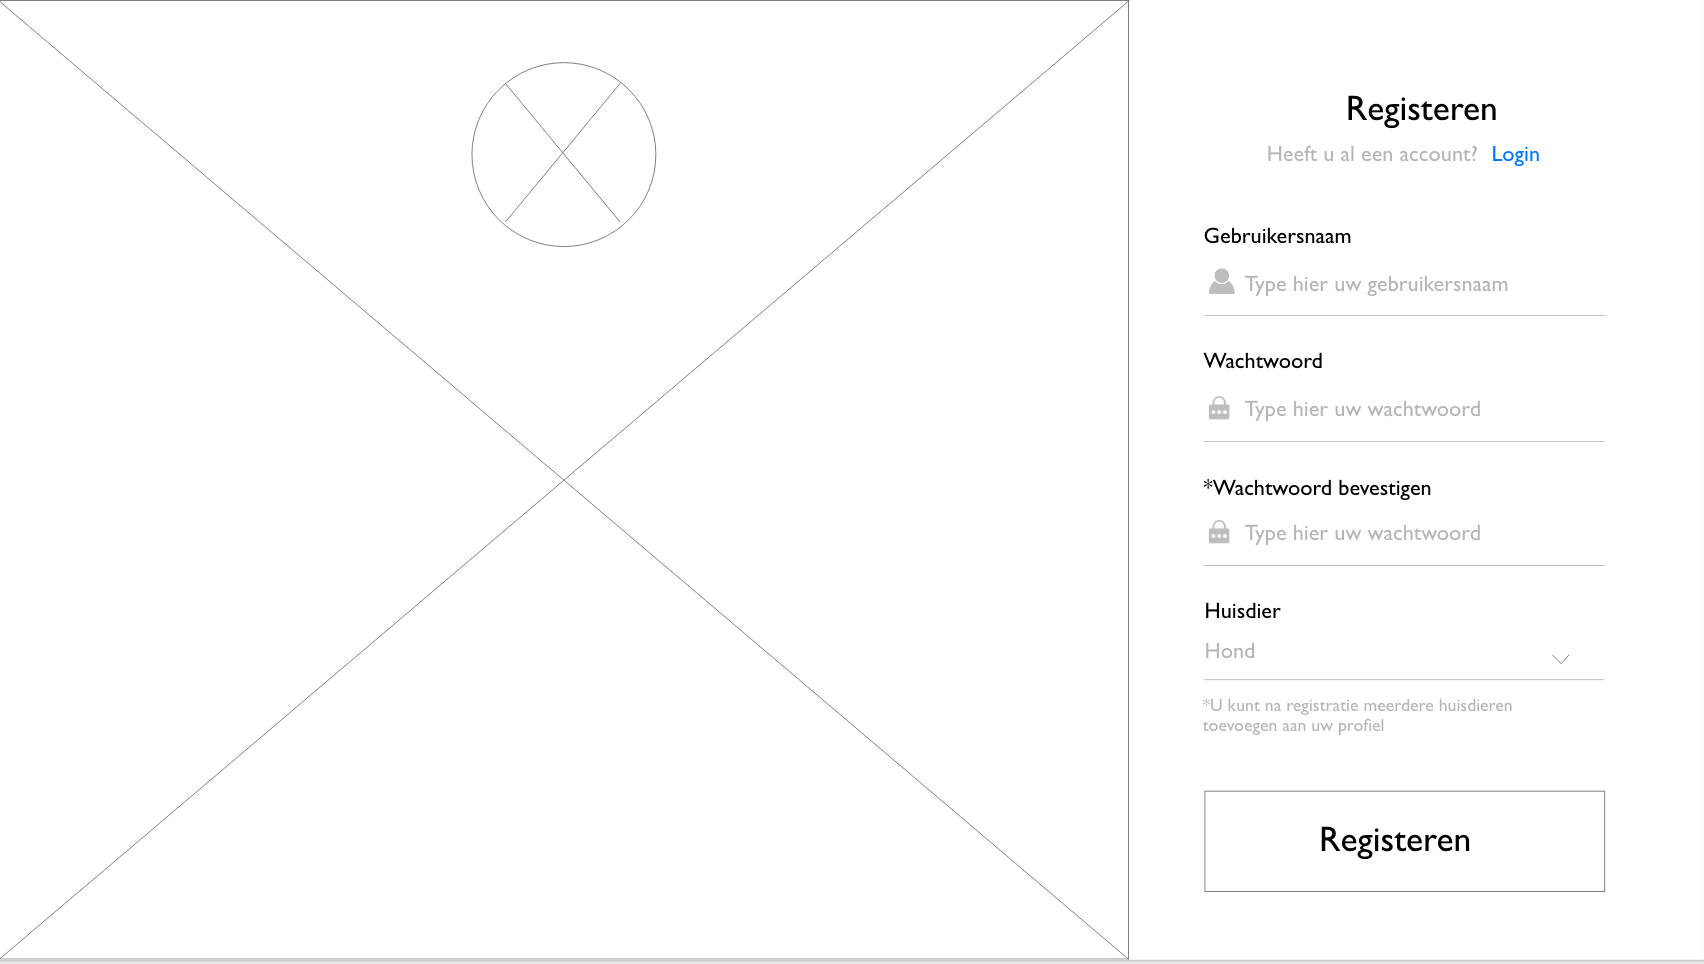 Registeren
Heeft u al een account? Login
Gebruikersnaam
Type hier uw gebruikersnaam
Wachtwoord
Type hier uw wachtwoord
*Wachtwoord bevestigen
Type hier uw wachtwoord
Huisdier
Hond
*U kunt na registratie meerdere huisdieren
toevoegen aan uw profiel
Registeren